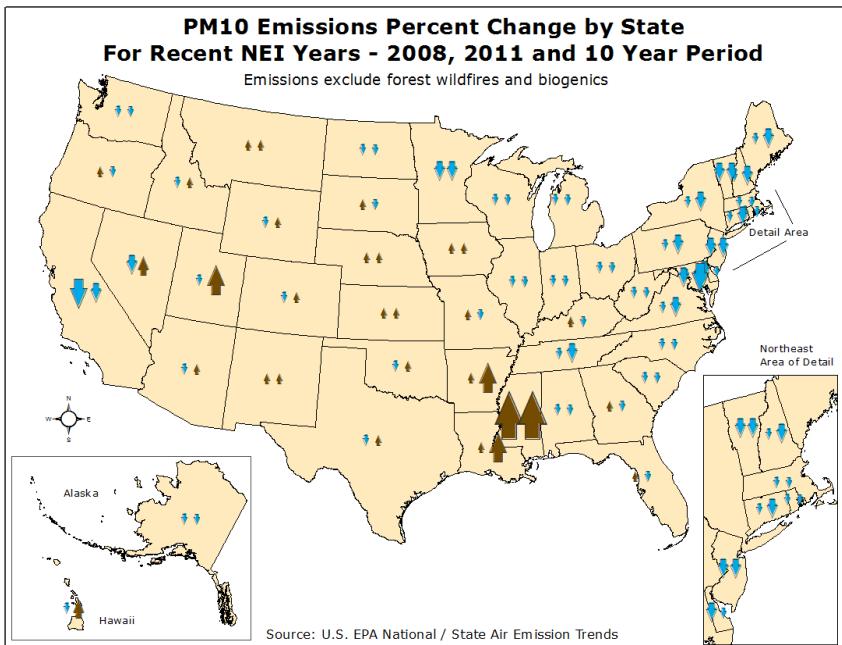 PM10 Emissions Percent Change by State
For Recent NEI Years - 2008, 2011 and 10 Year Period
Emissions exclude forest wildfires and biogenics
Detail Area
Northeast
Area of Detail
N
W E
S
Alaska
Hawaii
Source: U.S. EPA National / State Air Emission Trends